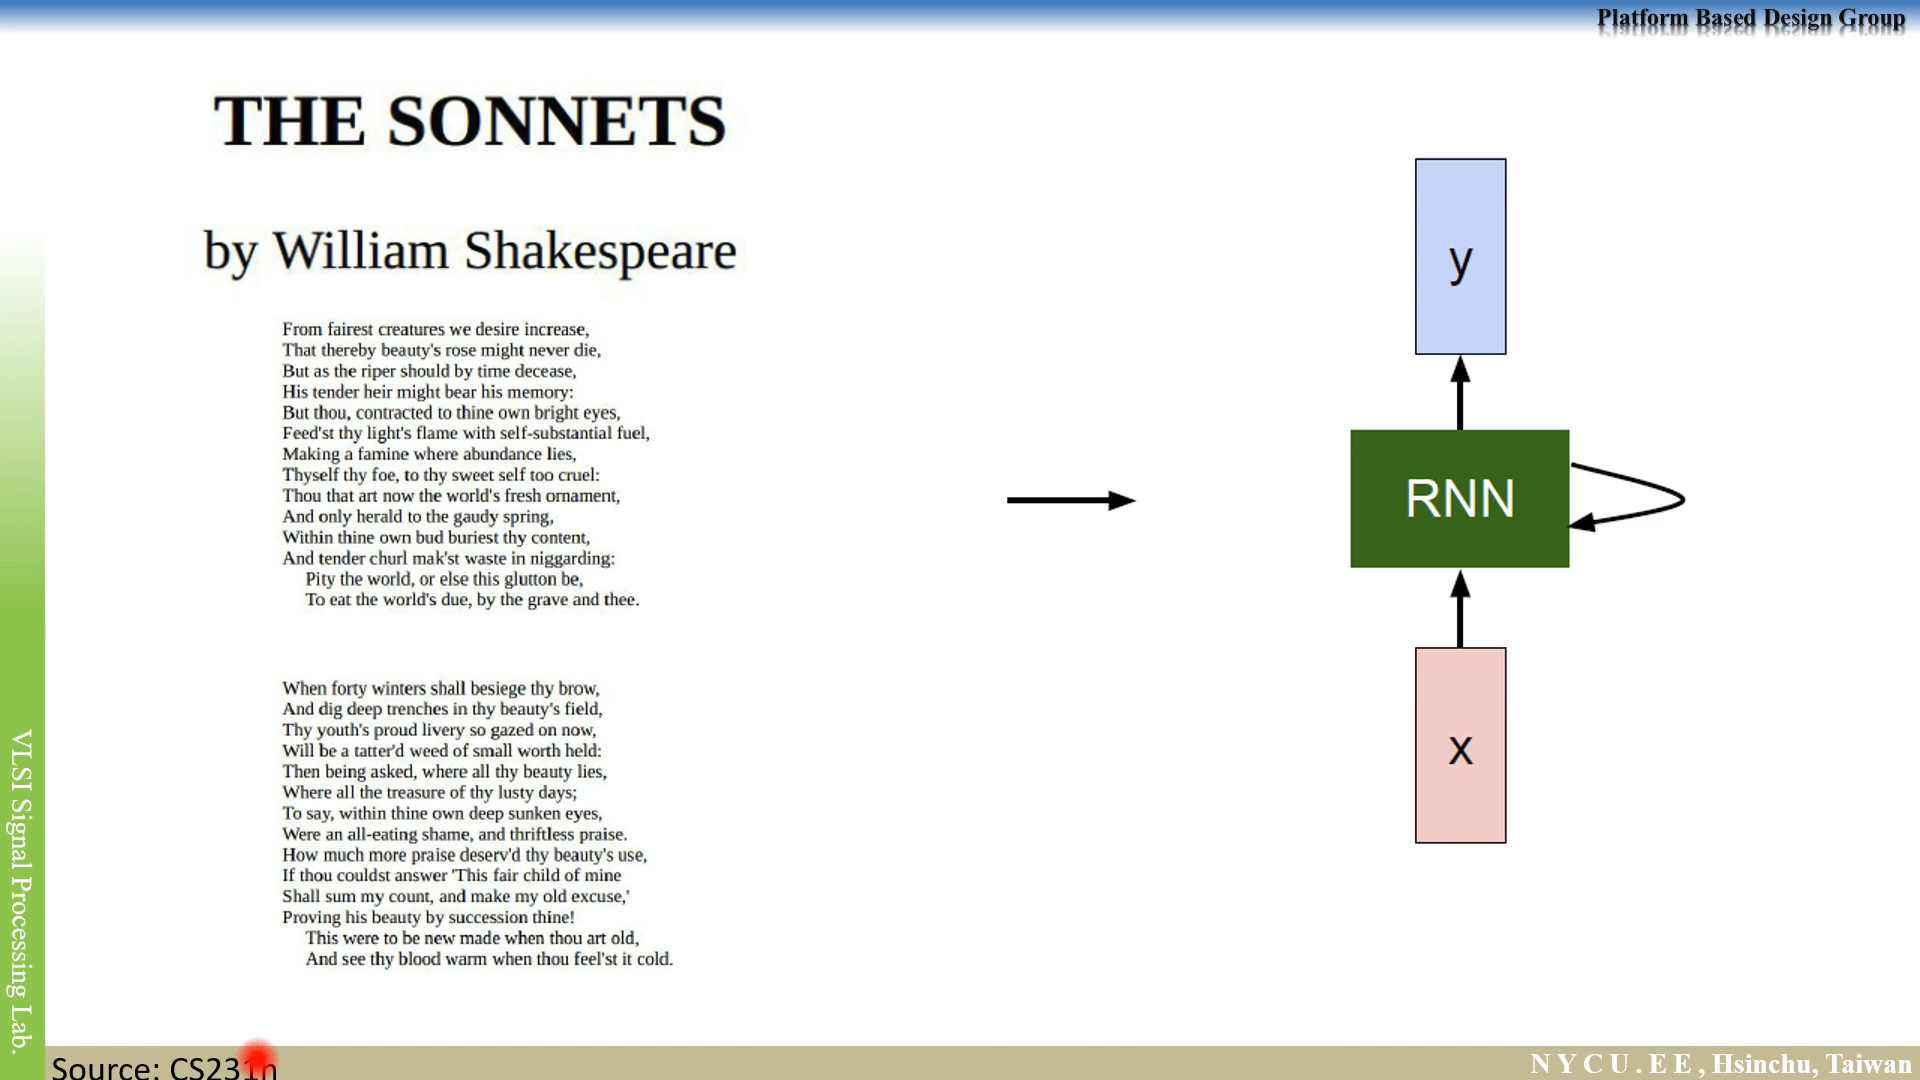 Platform Based Design Group
THE SONNETS
by William Shakespeare
From fairest creatures we desire increase,
That thereby beauty's rose might never die,
But as the riper should by time decease,
His tender heir might bear his memory:
But thou, contracted to thine own bright eyes,
Feed'st thy light's flame with self-substantial fuel,
Making a famine where abundance lies,
Thyself thy foe, to thy sweet self too cruel:
Thou that art now the world's fresh ornament,
And only herald to the gaudy spring,
Within thine own bud buriest thy content,
And tender churl mak'st waste in niggarding:
Pity the world, or else this glutton be,
To eat the world's due, by the grave and thee.
When forty winters shall besiege thy brow,
And dig deep trenches in thy beauty's field,
Thy youth's proud livery so gazed on now,
Will be a tatter'd weed of small worth held:
Then being asked, where all thy beauty lies,
Where all the treasure of thy lusty days;
To say, within thine own deep sunken eyes,
Were an all-eating shame, and thriftless praise.
How much more praise deserv'd thy beauty's use,
If thou couldst answer 'This fair child of mine
Shall sum my count, and make my old excuse,'
Proving his beauty by succession thine!
This were to be new made when thou art old,
And see thy blood warm when thou feel'st it cold.
y
RNN
x
VLSI Signal Processing Lab.
Source: CS231n
N Y C U . E E , Hsinchu, Taiwan